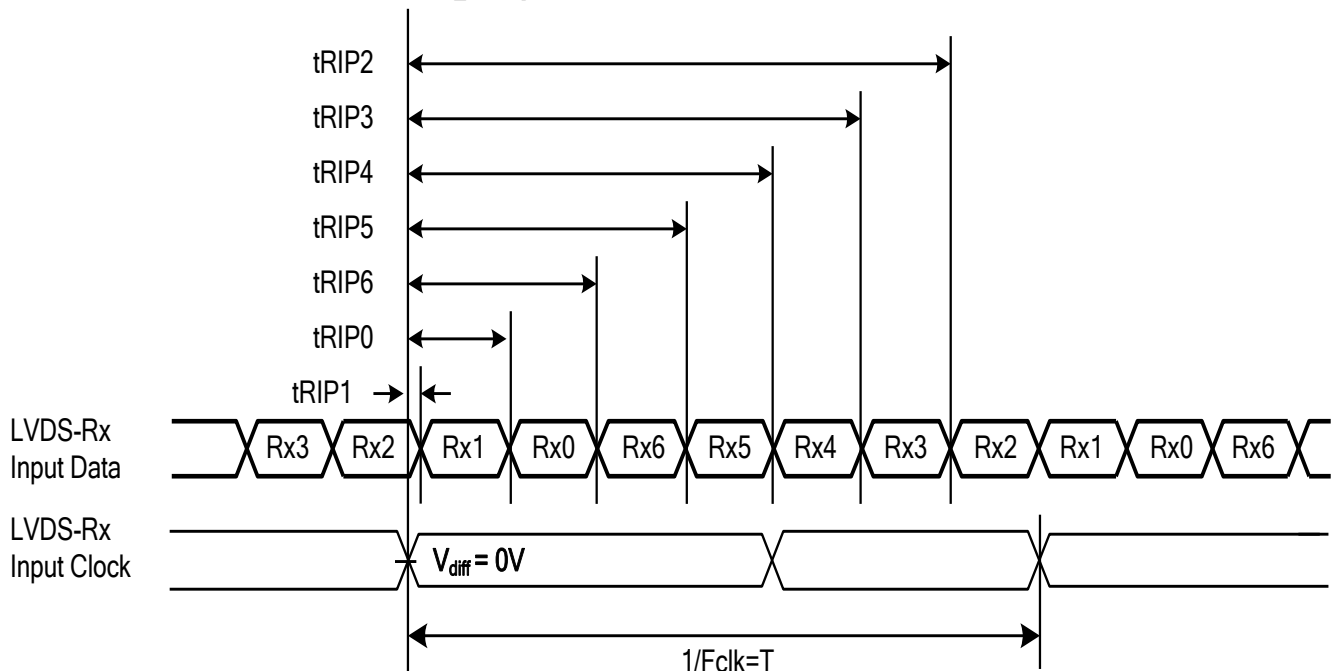 tRIP2
tRIP3
tRIP4
tRIP5
tRIP6
tRIP0
tRIP1
LVDS-Rx
Input Data
Rx3 Rx2 Rx1 Rx0 Rx6 Rx5 Rx4 Rx3 Rx2 Rx1 Rx0 Rx6
LVDS-Rx
Input Clock
Vdiff = 0V
1/Fclk=T